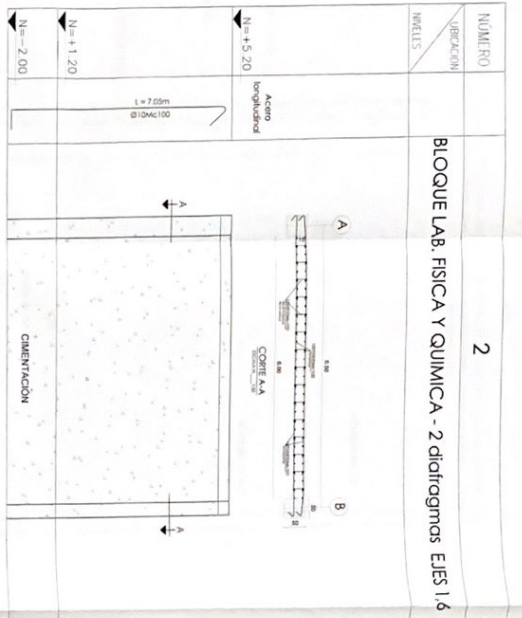 NÚMERO
2
UBICACION
NIVELES
BLOQUE LAB. FISICA Y QUIMICA - 2 diafragmas EJES 1,6
Acero
longitudinal
N=+5.20
N=+1.20
N=-2.00
L = 7.05m
Ø10Mc100
A
B
CORTE A-A
A
A
CIMENTACIÓN